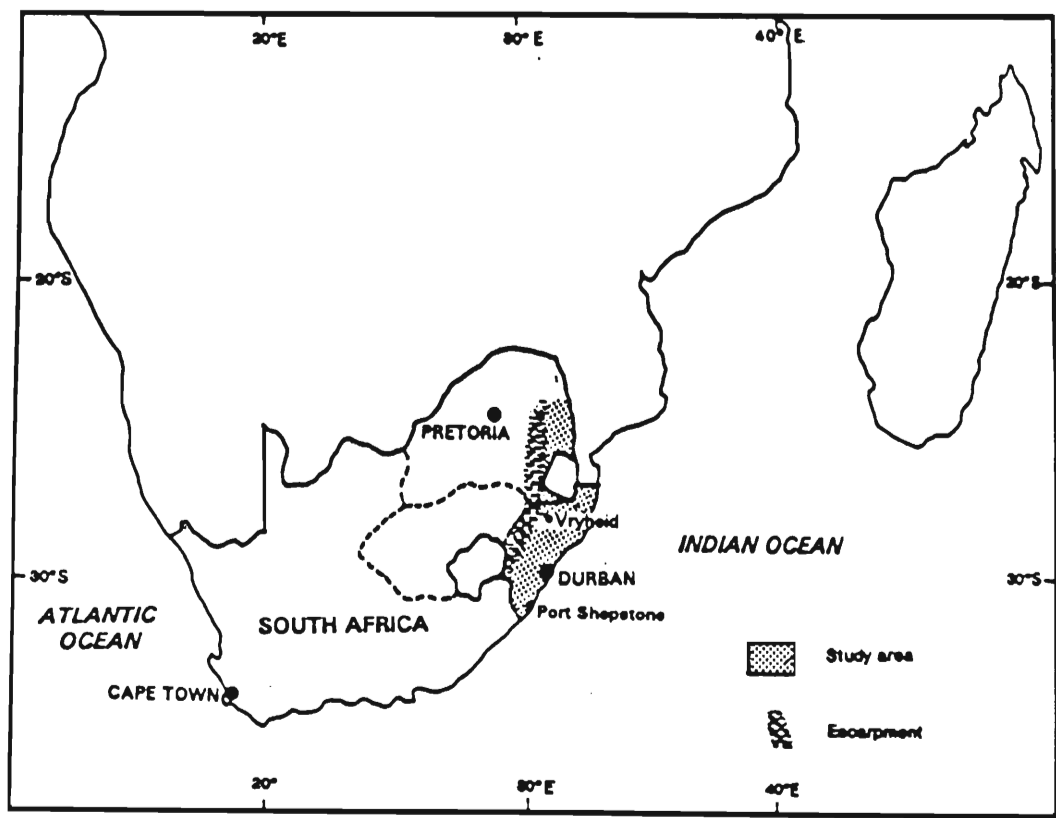 20°E 30°E 40°E
20°S 20°S
PRETORIA
Vryheid
INDIAN OCEAN
30°S DURBAN 30°S
ATLANTIC
OCEAN
SOUTH AFRICA
Port Shepstone
Study area
CAPE TOWN
Escarpment
20° 30°E 40°E